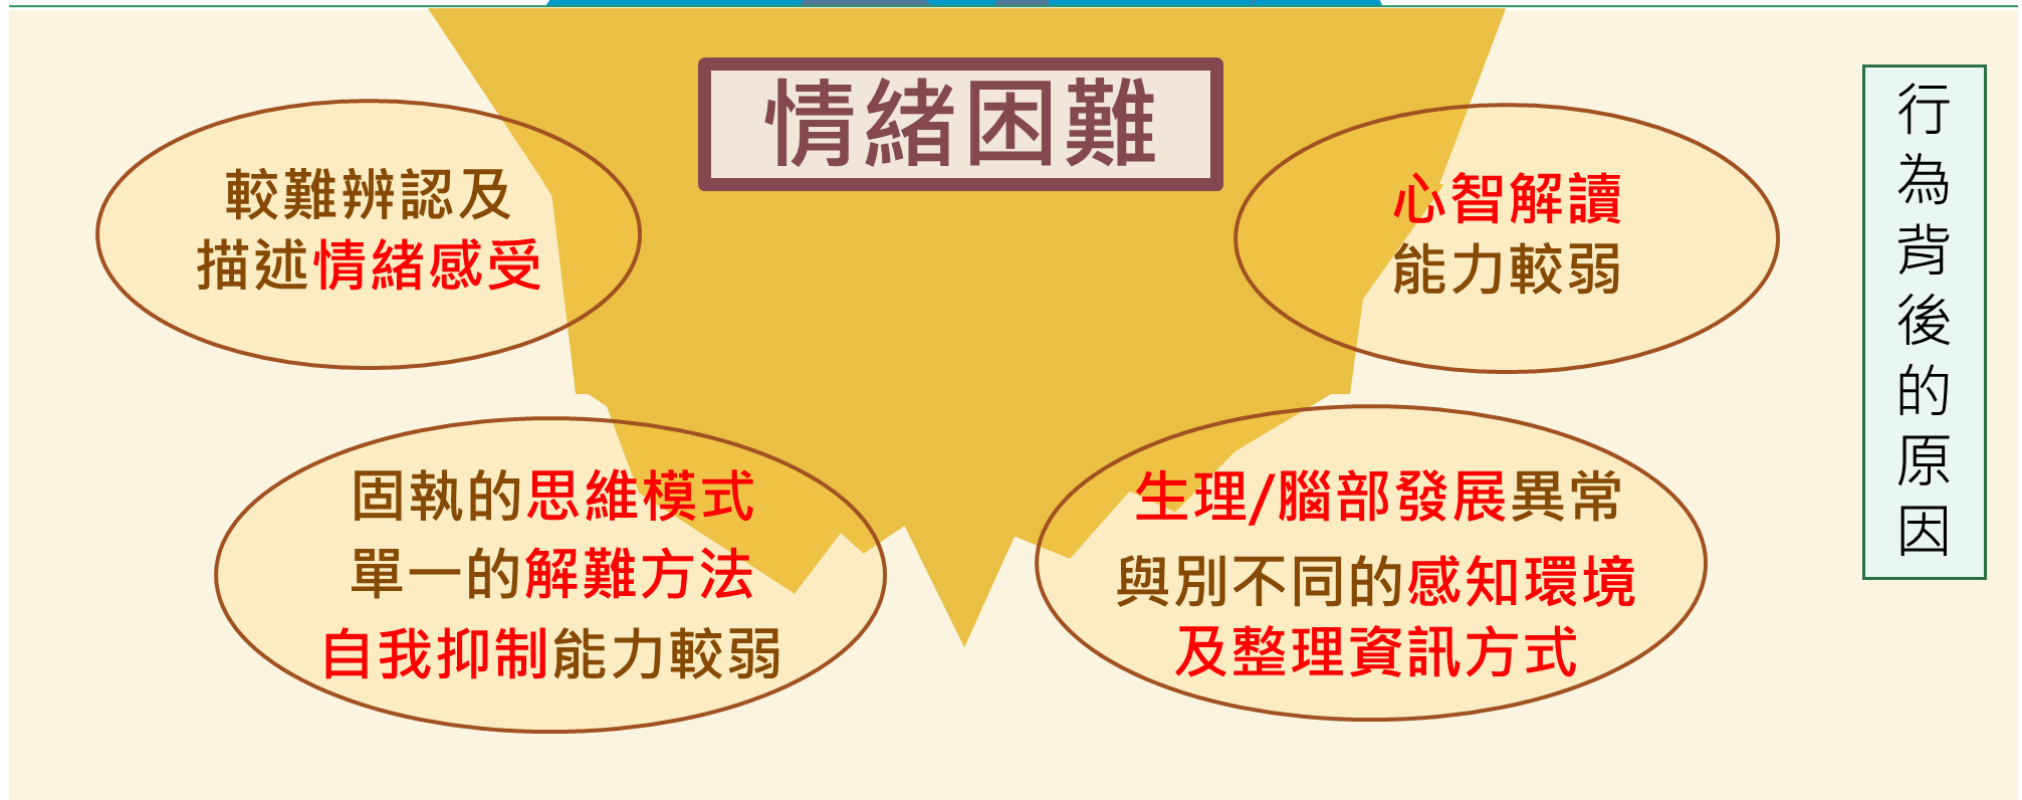 情緒困難
較難辨認及
描述情緒感受
心智解讀
能力較弱
固執的思維模式
單一的解難方法
自我抑制能力較弱
生理/腦部發展異常
與別不同的感知環境
及整理資訊方式
行為背後的原因